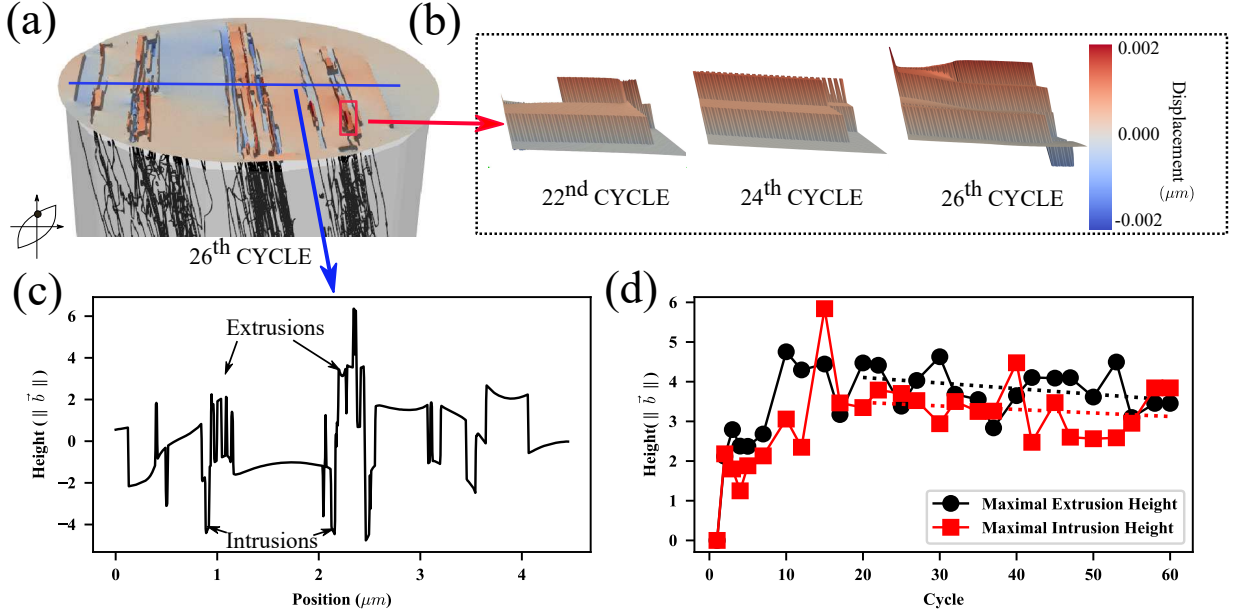 (a)
(b)
0.002
0.000
-0.002
Displacement
(μm)
22nd CYCLE
24th CYCLE
26th CYCLE
26th CYCLE
(c)
6
4
2
0
−2
−4
Height (‖ b⃗ ‖)
Extrusions
Intrusions
0
1
2
3
4
Position (μm)
(d)
6
5
4
3
2
1
0
Height(‖ b⃗ ‖)
Maximal Extrusion Height
Maximal Intrusion Height
0
10
20
30
40
50
60
Cycle